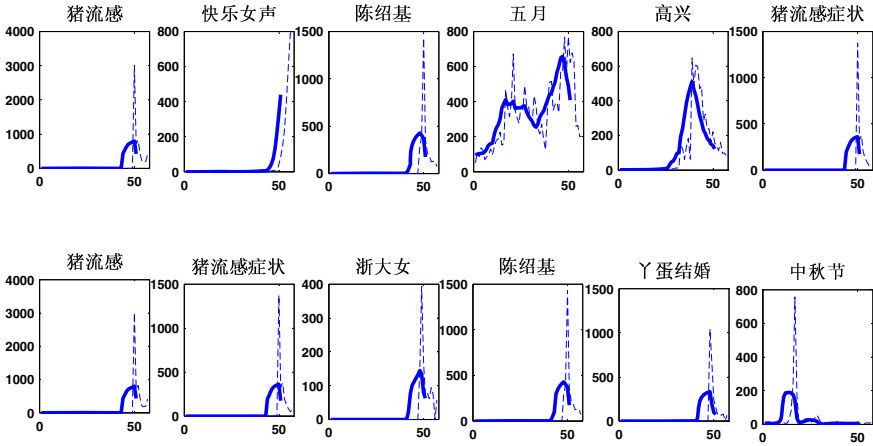 猪流感 快乐女声 陈绍基 五月 高兴 猪流感症状
4000 800 1500 800 800 1500
3000 600 1000 600 600 1000
2000 400 500 400 400 500
1000 200 200 200
0 0 0 0 0 0
0 50 0 50 0 50 0 50 0 50 0 50
猪流感 猪流感症状 浙大女 陈绍基 丫蛋结婚 中秋节
4000 1500 400 1500 1500 800
3000 1000 300 1000 1000 600
2000 500 200 500 500 400
1000 100 200
0 0 0 0 0 0
0 50 0 50 0 50 0 50 0 50 0 50